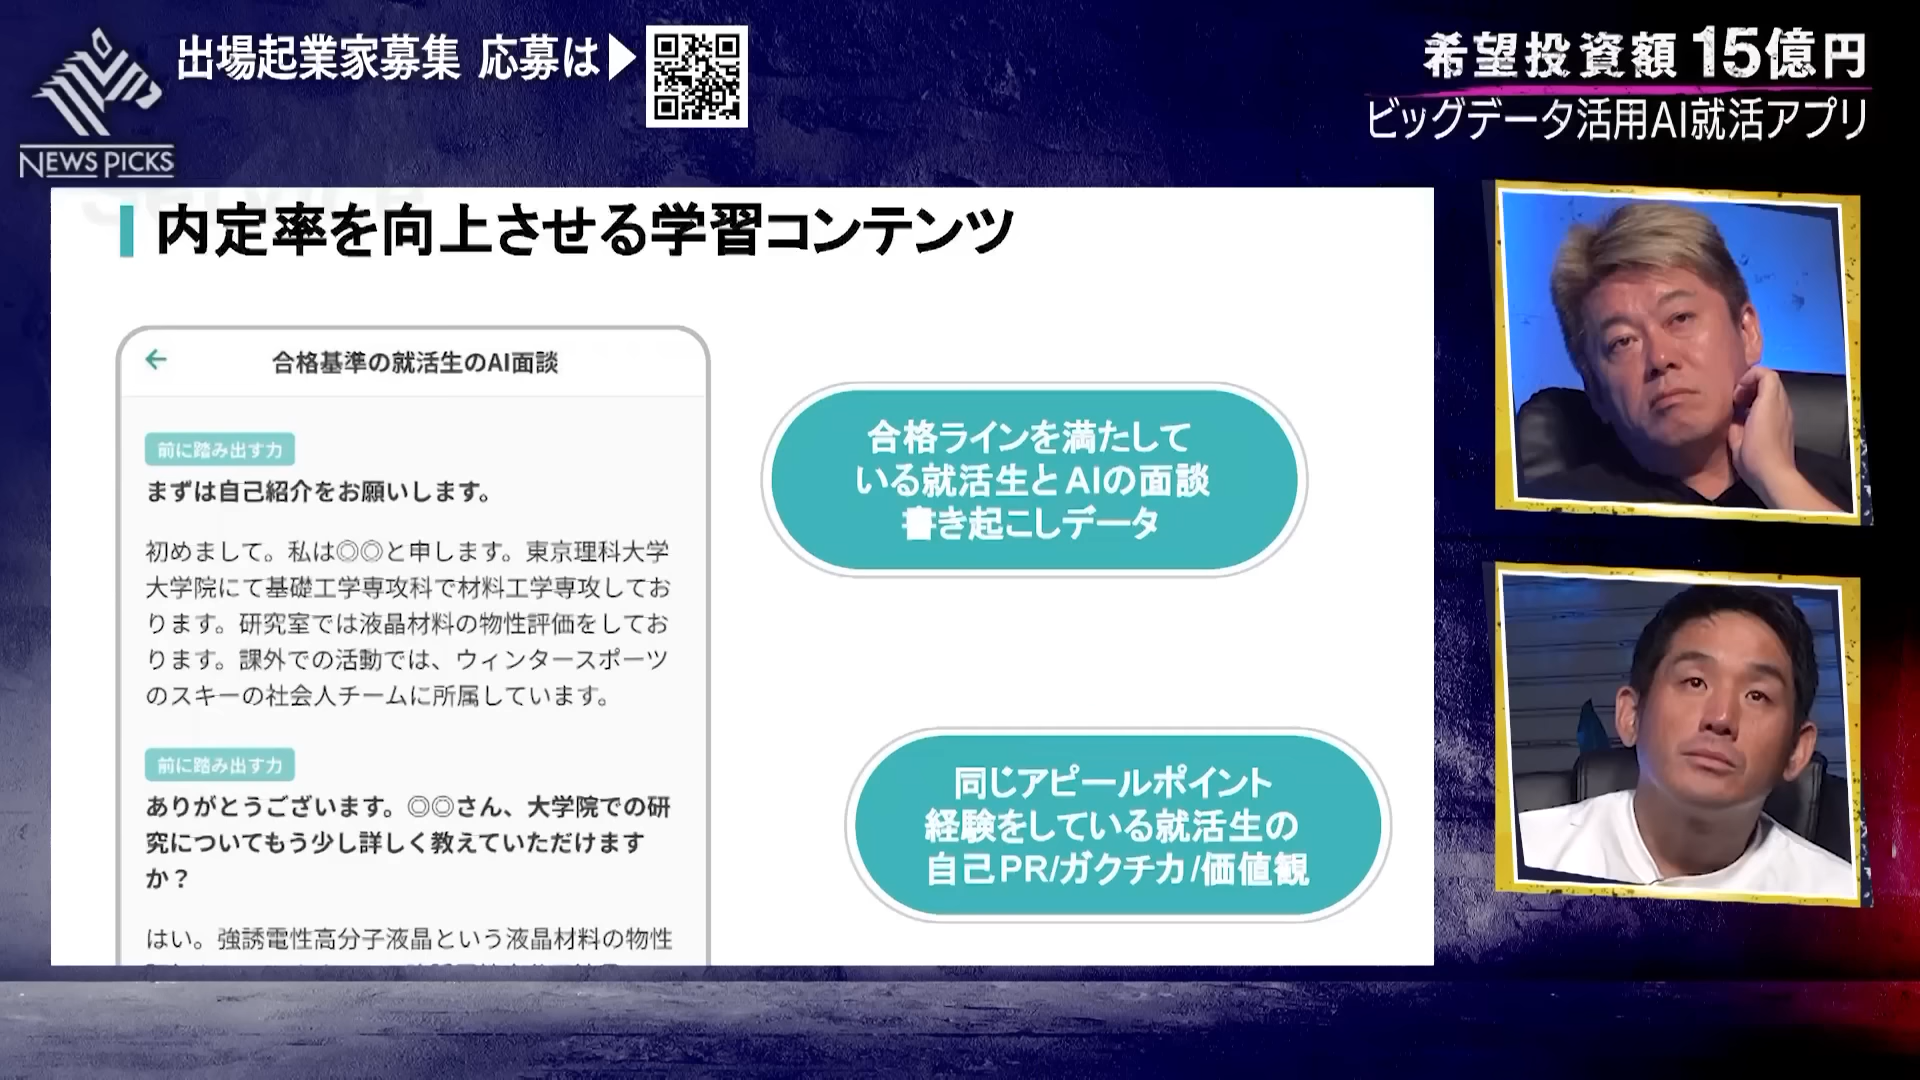 NEWSPICKS
出場起業家募集 応募は▶
希望投資額 15億円
ビッグデータ活用AI就活アプリ
内定率を向上させる学習コンテンツ
← 合格基準の就活生のAI面談
前に踏み出す力
まずは自己紹介をお願いします。
初めまして。私は◎◎と申します。東京理科大学
大学院にて基礎工学専攻科で材料工学専攻してお
ります。研究室では液晶材料の物性評価をしてお
ります。課外での活動では、ウィンタースポーツ
のスキーの社会人チームに所属しています。
前に踏み出す力
ありがとうございます。◎◎さん、大学院での研
究についてもう少し詳しく教えていただけます
か？
はい。強誘電性高分子液晶という液晶材料の物性
合格ラインを満たして
いる就活生とAIの面談
書き起こしデータ
同じアピールポイント
経験をしている就活生の
自己PR/ガクチカ/価値観